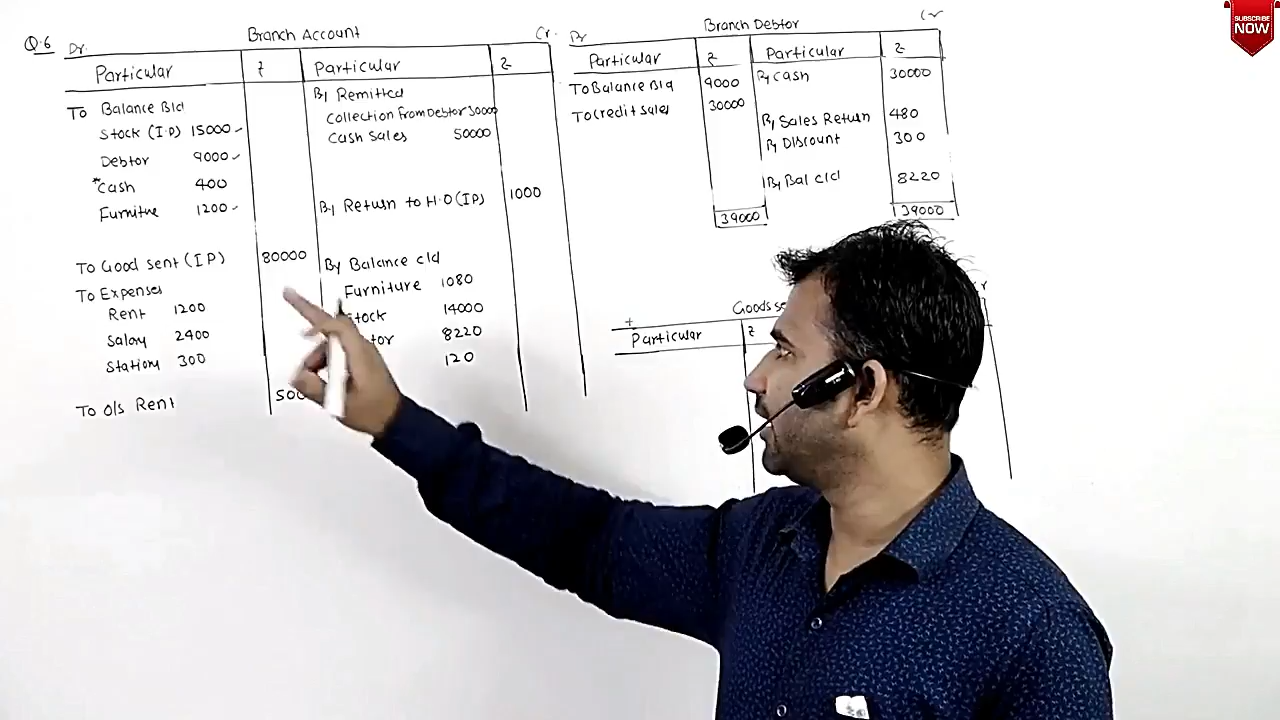 Q.6
Branch Account
Dr. Cr.
Particular ₹ Particular ₹
To Balance B/d
Stock (I.P) 15000
Debtor 9000
*Cash 400
Furnitue 1200
To Good sent (I.P) 80000
To Expenses
Rent 1200
Salary 2400
Station 300
To O/s Rent
By Remitted
Collection From Debtor 30000
Cash Sales 50000
By Return to H.O (I.P) 1000
By Balance c/d
Furniture 1080
14000
8220
120
Branch Debtor
Dr Cr
Particular ₹ Particular ₹
To Balance B/d 9000 By Cash 30000
To credit sales 30000
By Sales Return 480
By Discount 300
By Bal c/d 8220
39000 39000
Goods
Particular ₹
SUBSCRIBE
NOW